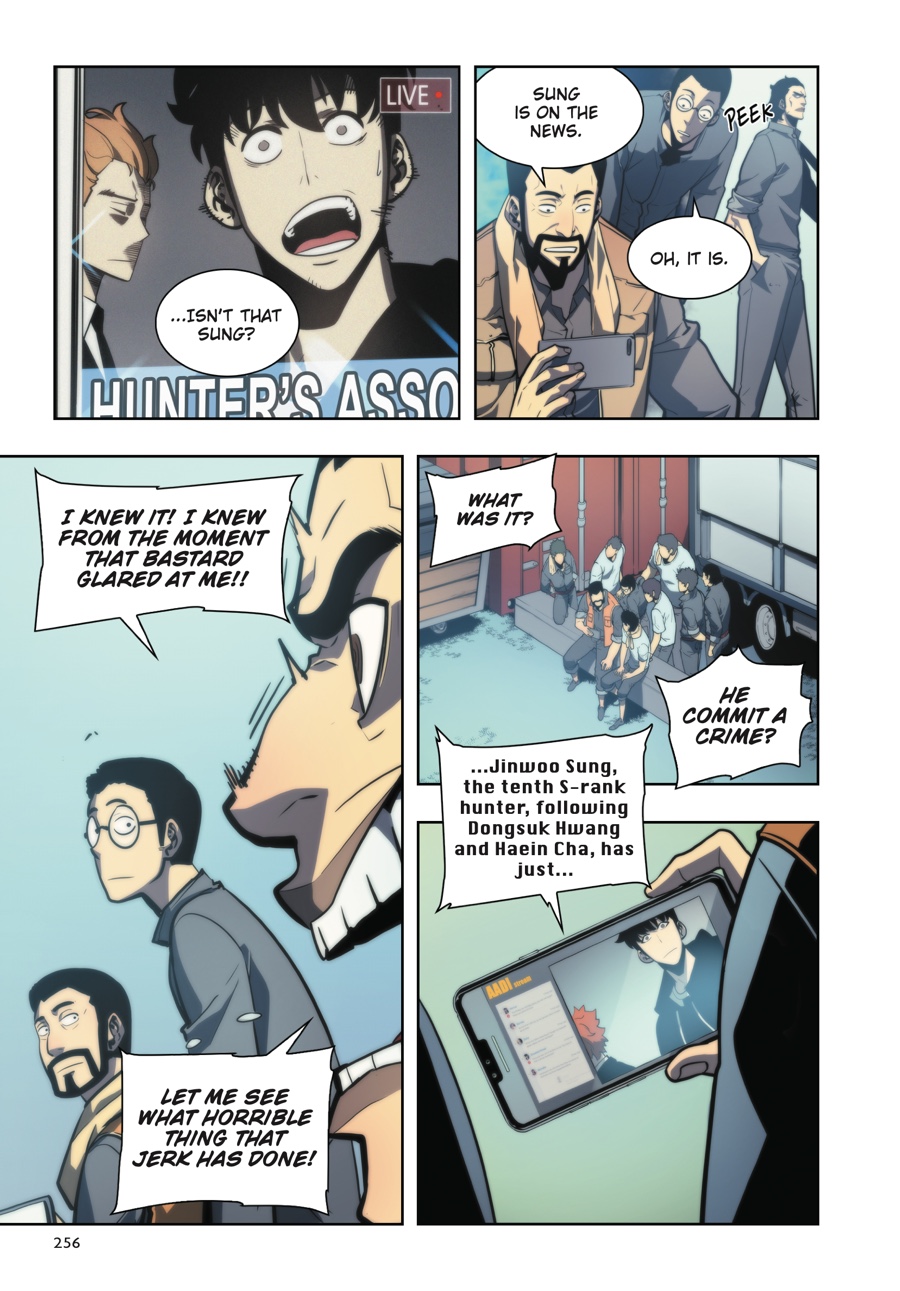 LIVE
...ISN'T THAT
SUNG?
HUNTER'S ASSO
SUNG
IS ON THE
NEWS.
PEEK
OH, IT IS.
I KNEW IT! I KNEW
FROM THE MOMENT
THAT BASTARD
GLARED AT ME!!
LET ME SEE
WHAT HORRIBLE
THING THAT
JERK HAS DONE!
WHAT
WAS IT?
HE
COMMIT A
CRIME?
...Jinwoo Sung,
the tenth S-rank
hunter, following
Dongsuk Hwang
and Haein Cha, has
just...
256